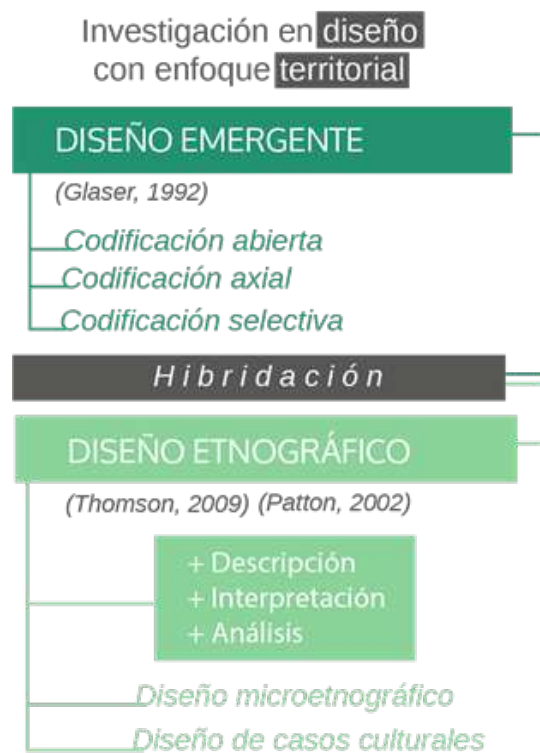 Investigación en diseño
con enfoque territorial
DISEÑO EMERGENTE
(Glaser, 1992)
Codificación abierta
Codificación axial
Codificación selectiva
Hibridación
DISEÑO ETNOGRÁFICO
(Thomson, 2009) (Patton, 2002)
+ Descripción
+ Interpretación
+ Análisis
Diseño microetnográfico
Diseño de casos culturales